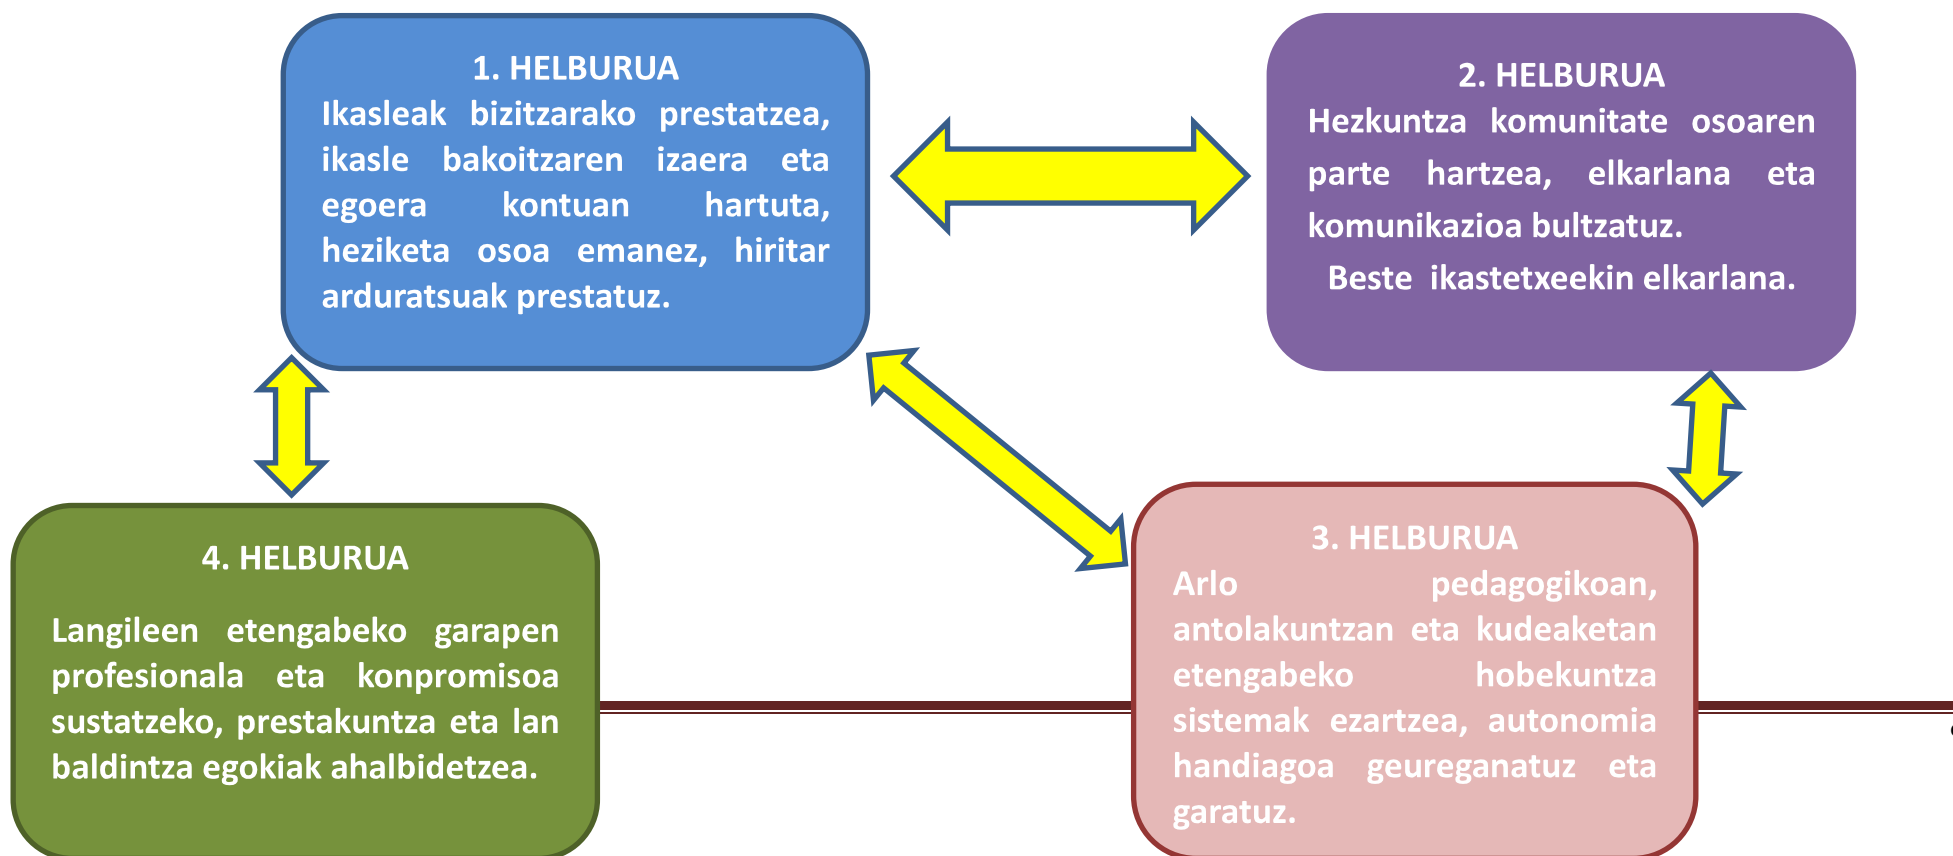 1. HELBURUA
Ikasleak bizitzarako prestatzea,
ikasle bakoitzaren izaera eta
egoera kontuan hartuta,
heziketa osoa emanez, hiritar
arduratsuak prestatuz.
2. HELBURUA
Hezkuntza komunitate osoaren
parte hartzea, elkarlana eta
komunikazioa bultzatuz.
Beste ikastetxeekin elkarlana.
4. HELBURUA
Langileen etengabeko garapen
profesionala eta konpromisoa
sustatzeko, prestakuntza eta lan
baldintza egokiak ahalbidetzea.
3. HELBURUA
Arlo pedagogikoan,
antolakuntzan eta kudeaketan
etengabeko hobekuntza
sistemak ezartzea, autonomia
handiagoa geureganatuz eta
garatuz.